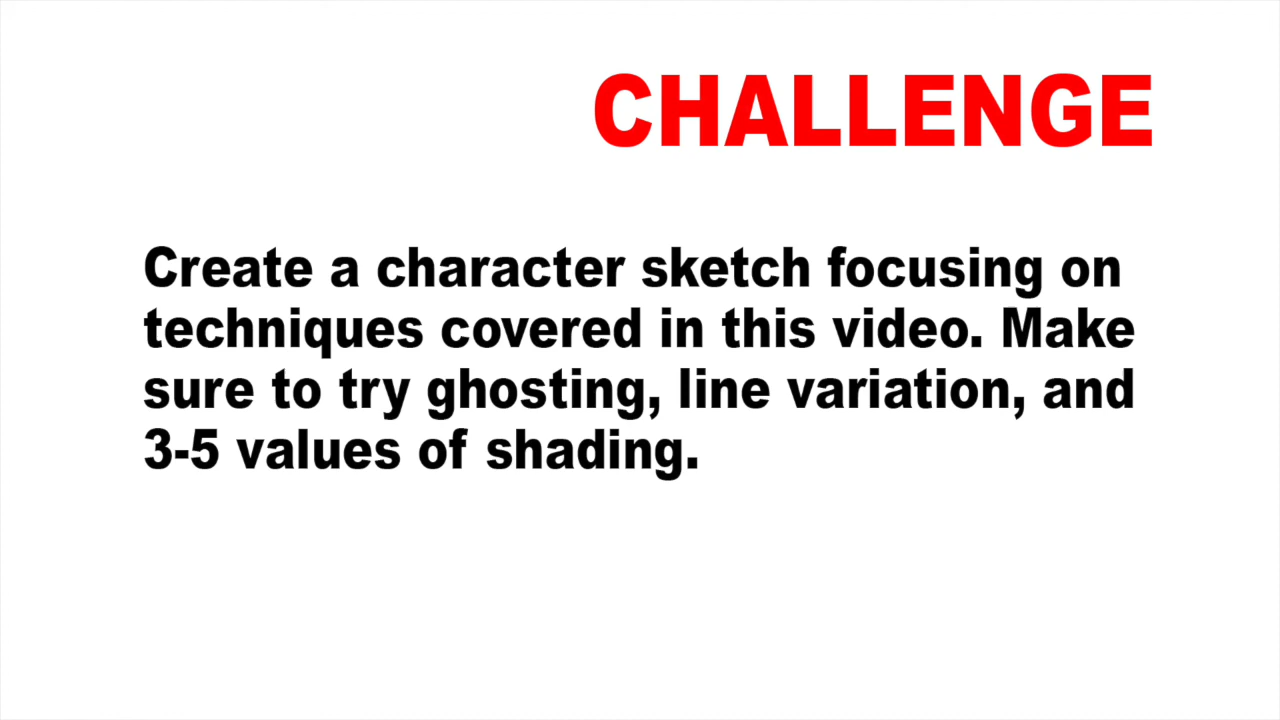 CHALLENGE
Create a character sketch focusing on
techniques covered in this video. Make
sure to try ghosting, line variation, and
3-5 values of shading.